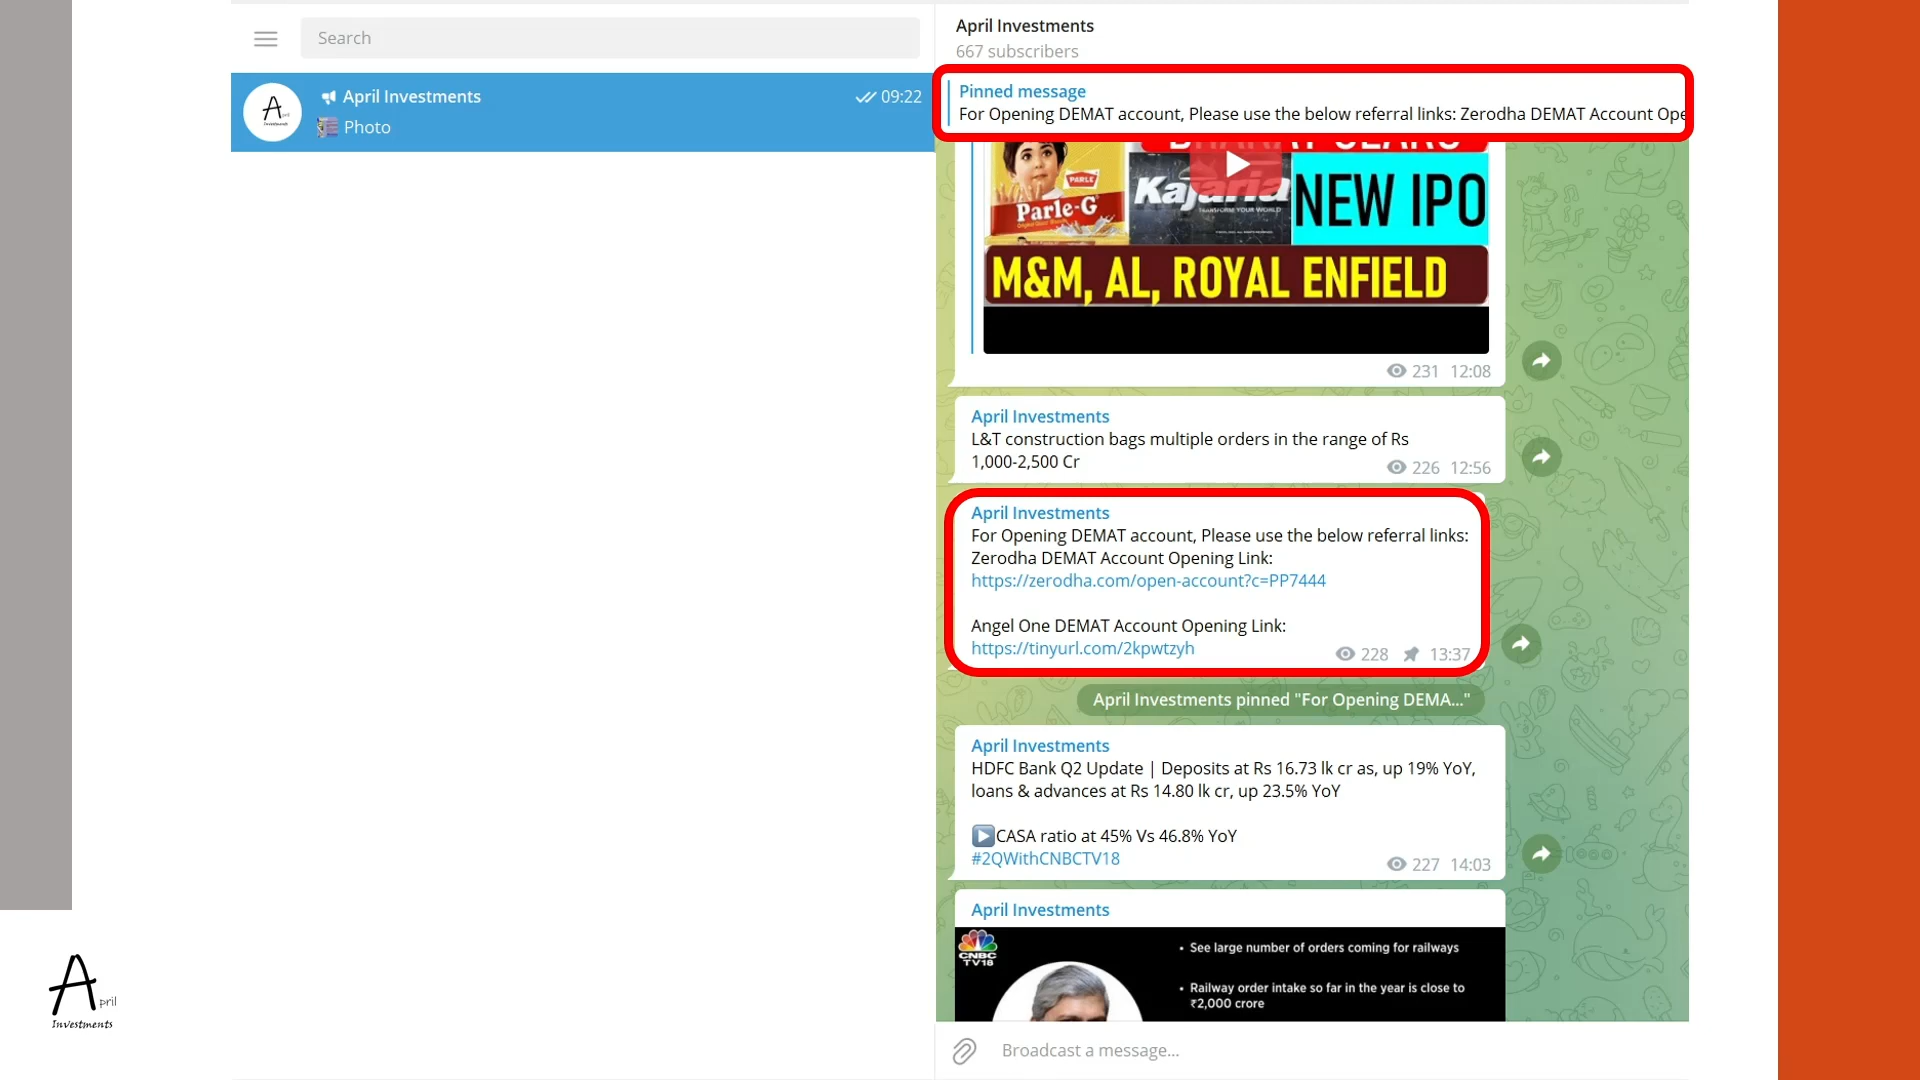 Search
April Investments
667 subscribers
April Investments
09:22
Photo
Pinned message
For Opening DEMAT account, Please use the below referral links: Zerodha DEMAT Account Ope
PARLE
Parle-G
Kajaria
NEW IPO
M&M, AL, ROYAL ENFIELD
231 12:08
April Investments
L&T construction bags multiple orders in the range of Rs
1,000-2,500 Cr
226 12:56
April Investments
For Opening DEMAT account, Please use the below referral links:
Zerodha DEMAT Account Opening Link:
https://zerodha.com/open-account?c=PP7444
Angel One DEMAT Account Opening Link:
https://tinyurl.com/2kpwtzyh
228 13:37
April Investments pinned "For Opening DEMA..."
April Investments
HDFC Bank Q2 Update | Deposits at Rs 16.73 lk cr as, up 19% YoY,
loans & advances at Rs 14.80 lk cr, up 23.5% YoY
CASA ratio at 45% Vs 46.8% YoY
#2QWithCNBCTV18
227 14:03
April Investments
CNBC
TV18
• See large number of orders coming for railways
• Railway order intake so far in the year is close to
₹2,000 crore
Broadcast a message...
April
Investments